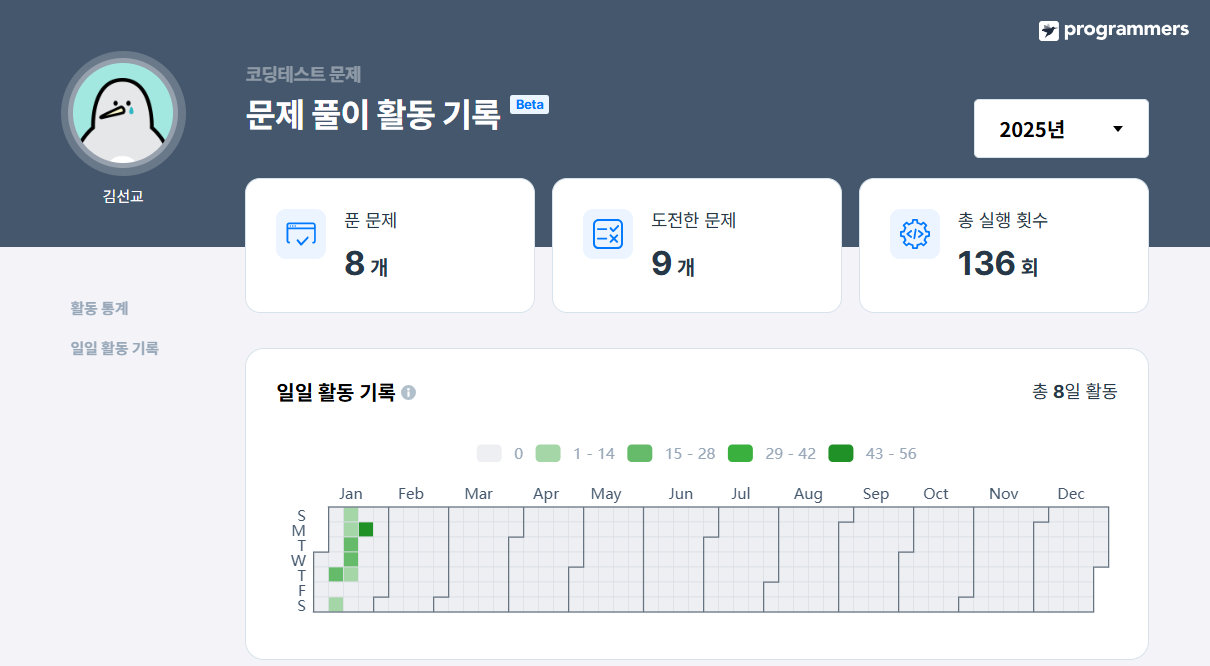 programmers
코딩테스트 문제
문제 풀이 활동 기록 Beta
2025년
김선교
푼 문제
8 개
도전한 문제
9 개
총 실행 횟수
136 회
활동 통계
일일 활동 기록
일일 활동 기록
총 8일 활동
0 1 - 14 15 - 28 29 - 42 43 - 56
Jan Feb Mar Apr May Jun Jul Aug Sep Oct Nov Dec
S
M
T
W
T
F
S